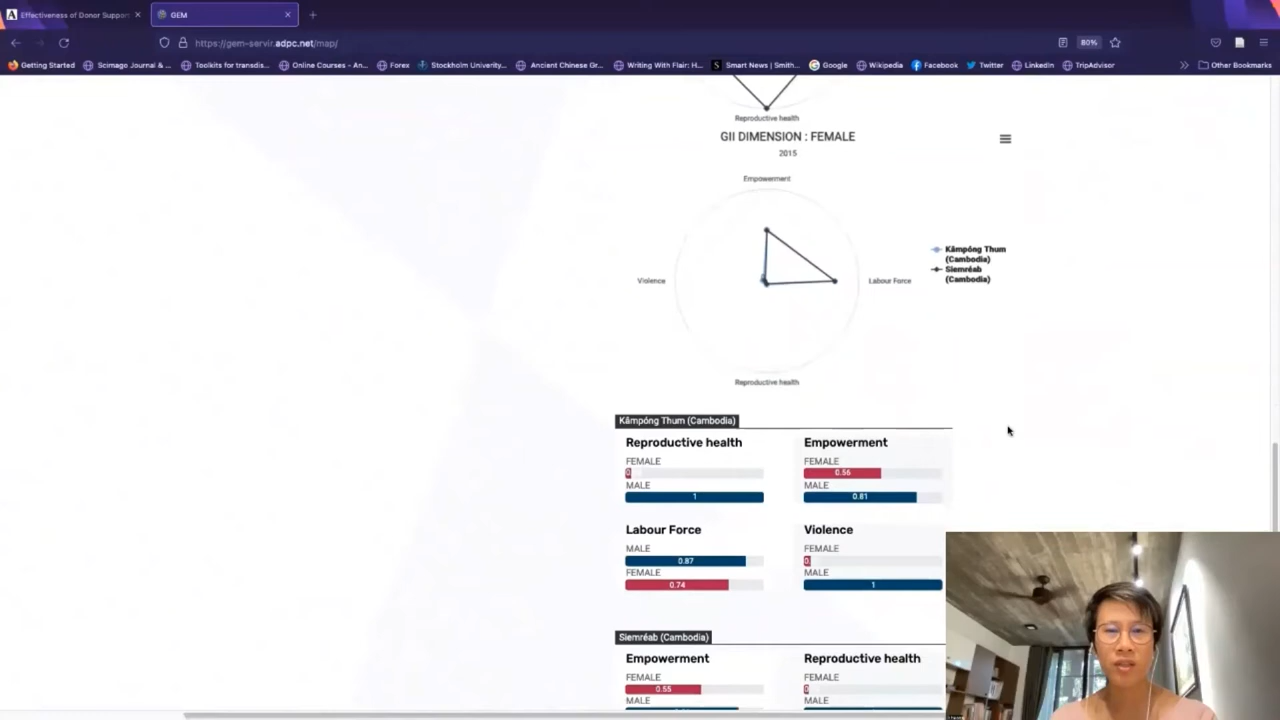 Effectiveness of Donor Suppor
GEM
https://gem-servir.adpc.net/map/
80%
Getting Started
Scimago Journal & ...
Toolkits for transdis...
Online Courses - An...
Forex
Stockholm Univerity...
Ancient Chinese Gr...
Writing With Flair: H...
Smart News | Smith...
Google
Wikipedia
Facebook
Twitter
LinkedIn
TripAdvisor
Other Bookmarks
Reproductive health
GII DIMENSION : FEMALE
2015
Empowerment
Violence
Labour Force
Reproductive health
Kâmpóng Thum
(Cambodia)
Siemréab
(Cambodia)
Kâmpóng Thum (Cambodia)
Reproductive health
FEMALE
0
MALE
1
Empowerment
FEMALE
0.56
MALE
0.81
Labour Force
MALE
0.87
FEMALE
0.74
Violence
FEMALE
0
MALE
1
Siemréab (Cambodia)
Empowerment
FEMALE
0.55
MALE
Reproductive health
FEMALE
0
MALE